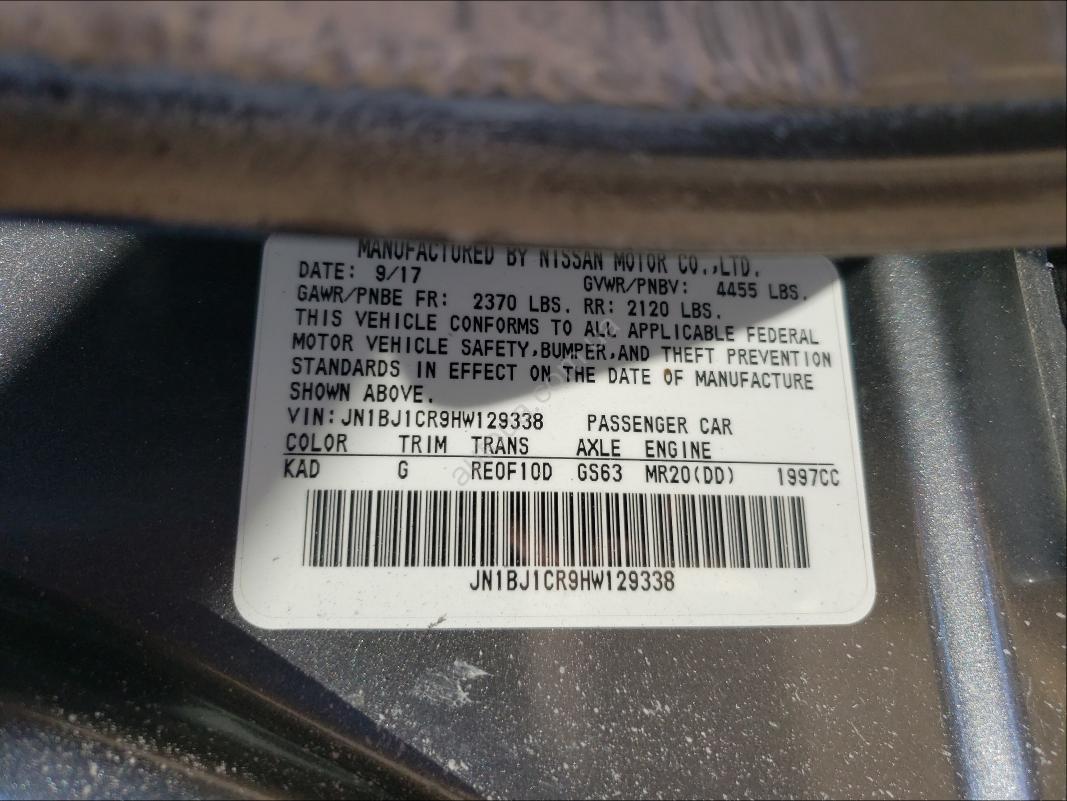 MANUFACTURED BY NISSAN MOTOR CO.,LTD.
DATE: 9/17 GVWR/PNBV: 4455 LBS.
GAWR/PNBE FR: 2370 LBS. RR: 2120 LBS.
THIS VEHICLE CONFORMS TO ALL APPLICABLE FEDERAL
MOTOR VEHICLE SAFETY,BUMPER,AND THEFT PREVENTION
STANDARDS IN EFFECT ON THE DATE OF MANUFACTURE
SHOWN ABOVE.
VIN:JN1BJ1CR9HW129338 PASSENGER CAR
COLOR TRIM TRANS AXLE ENGINE
KAD G RE0F10D GS63 MR20(DD) 1997CC
JN1BJ1CR9HW129338